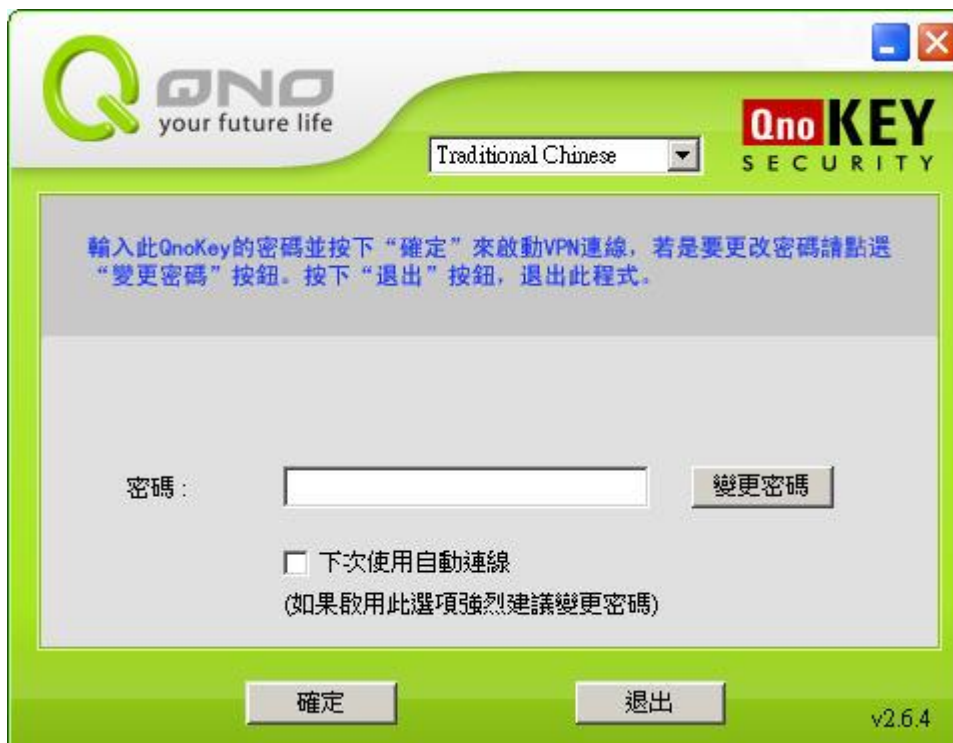 QNO
your future life
Qno KEY
SECURITY
Traditional Chinese
輸入此QnoKey的密碼並按下“確定”來啟動VPN連線，若是要更改密碼請點選
“變更密碼”按鈕。按下“退出”按鈕，退出此程式。
密碼 :
變更密碼
下次使用自動連線
(如果啟用此選項強烈建議變更密碼)
確定
退出
v2.6.4